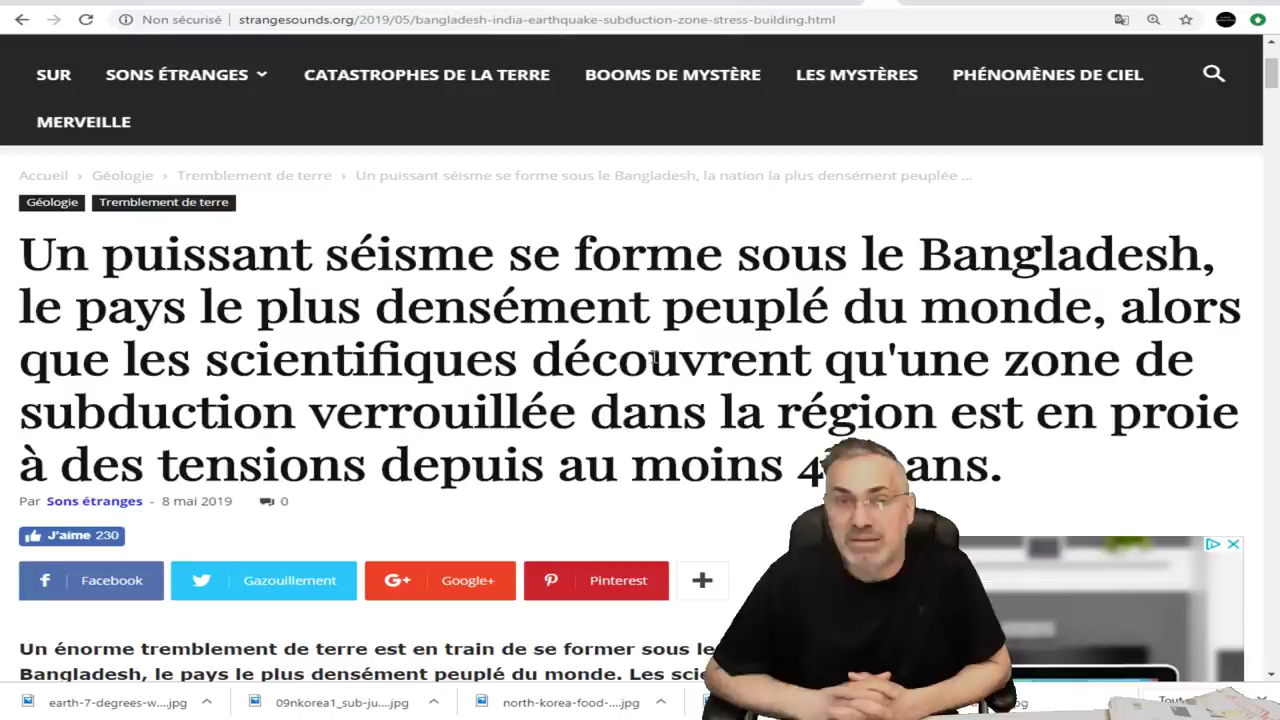 Non sécurisé | strangesounds.org/2019/05/bangladesh-india-earthquake-subduction-zone-stress-building.html
SUR SONS ÉTRANGES CATASTROPHES DE LA TERRE BOOMS DE MYSTÈRE LES MYSTÈRES PHÉNOMÈNES DE CIEL
MERVEILLE
Accueil › Géologie › Tremblement de terre › Un puissant séisme se forme sous le Bangladesh, la nation la plus densément peuplée ...
Géologie Tremblement de terre
Un puissant séisme se forme sous le Bangladesh,
le pays le plus densément peuplé du monde, alors
que les scientifiques découvrent qu'une zone de
subduction verrouillée dans la région est en proie
à des tensions depuis au moins ans.
Par Sons étranges - 8 mai 2019 0
J'aime 230
Facebook Gazouillement Google+ Pinterest
Un énorme tremblement de terre est en train de se former sous le
Bangladesh, le pays le plus densément peuplé du monde. Les
earth-7-degrees-w....jpg 09nkorea1_sub-ju....jpg north-korea-food-....jpg